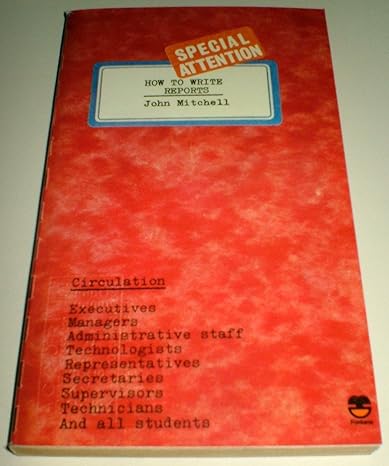 SPECIAL
ATTENTION
HOW TO WRITE
REPORTS
John Mitchell
Circulation
Executives
Managers
Administrative staff
Technologists
Representatives
Secretaries
Supervisors
Technicians
And all students
Fontana